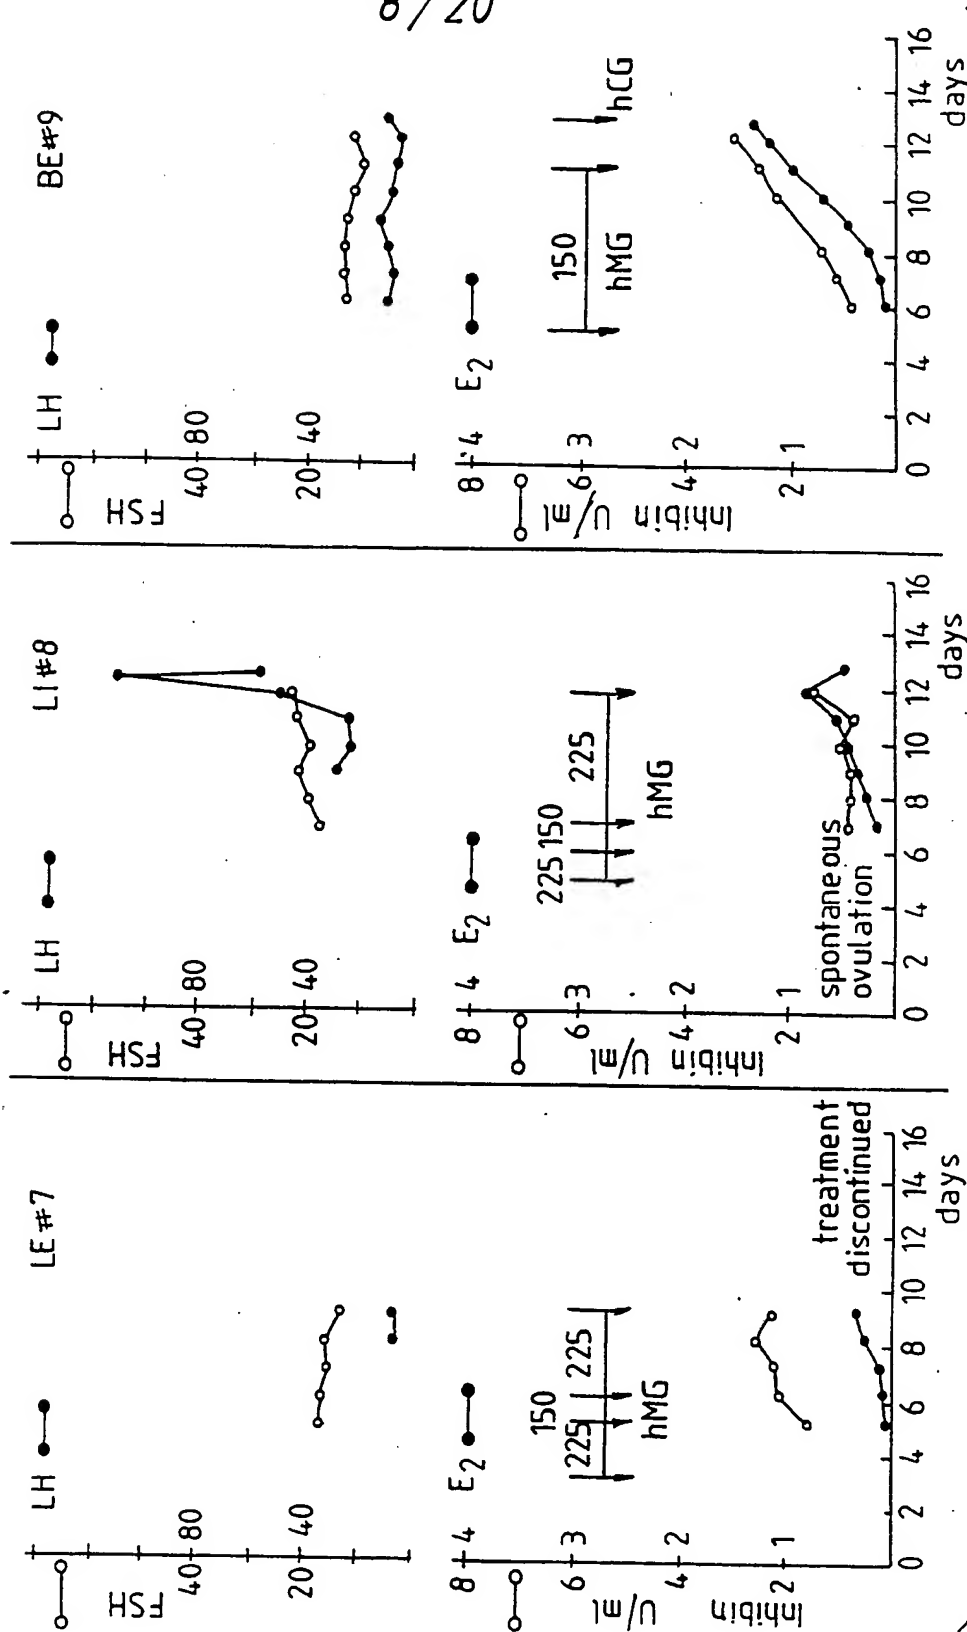 8/20
LE #7
LH
FSH
80
40
40
20
E2
8 4
6 3
4 2
2 1
Inhibin U/ml
150
225 225
hMG
treatment
discontinued
0 2 4 6 8 10 12 14 16
days
LI #8
LH
FSH
80
40
40
20
E2
8 4
6 3
4 2
1
Inhibin U/ml
225 150 225
hMG
spontaneous
ovulation
0 2 4 6 8 10 12 14 16
days
BE #9
LH
FSH
80
40
40
20
E2
8 4
6 3
4 2
2 1
Inhibin U/ml
150
hMG
hCG
0 2 4 6 8 10 12 14 16
days